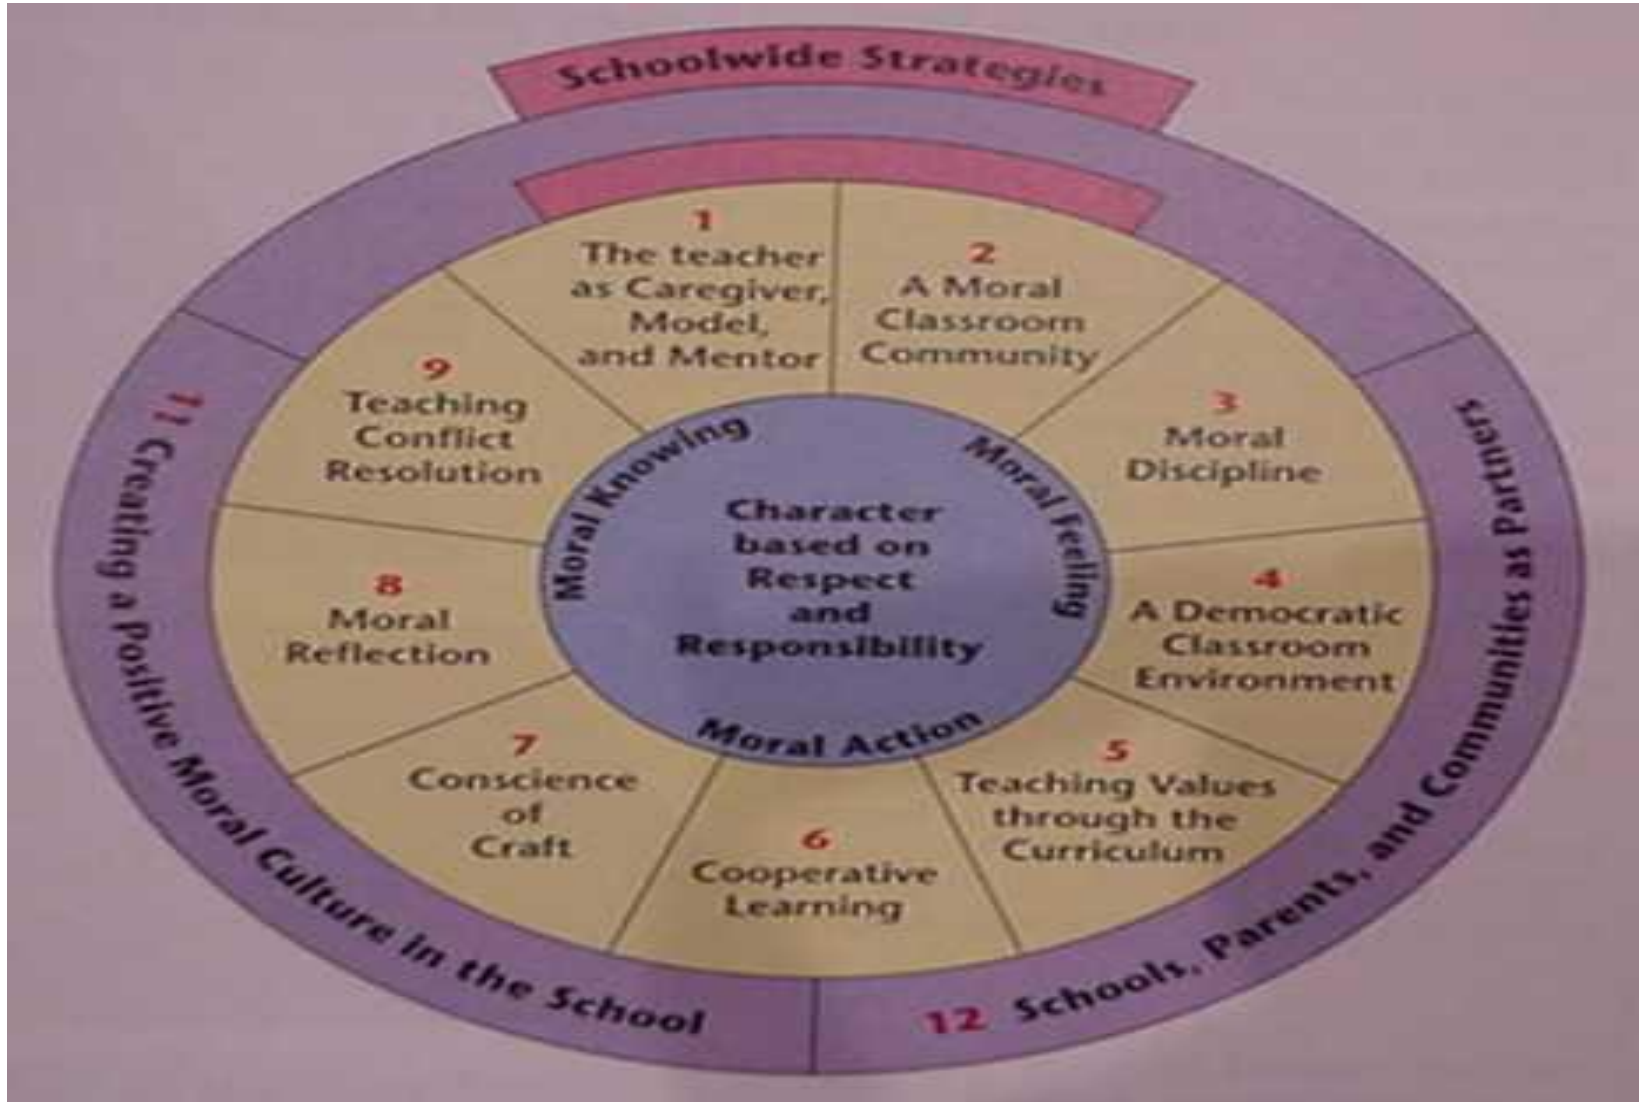 Schoolwide Strategies
1
The teacher
as Caregiver,
Model,
and Mentor
2
A Moral
Classroom
Community
3
Moral
Discipline
4
A Democratic
Classroom
Environment
5
Teaching Values
through the
Curriculum
6
Cooperative
Learning
7
Conscience
of
Craft
8
Moral
Reflection
9
Teaching
Conflict
Resolution
Moral Knowing
Moral Feeling
Moral Action
Character
based on
Respect
and
Responsibility
11 Creating a Positive Moral Culture in the School
12 Schools, Parents, and Communities as Partners